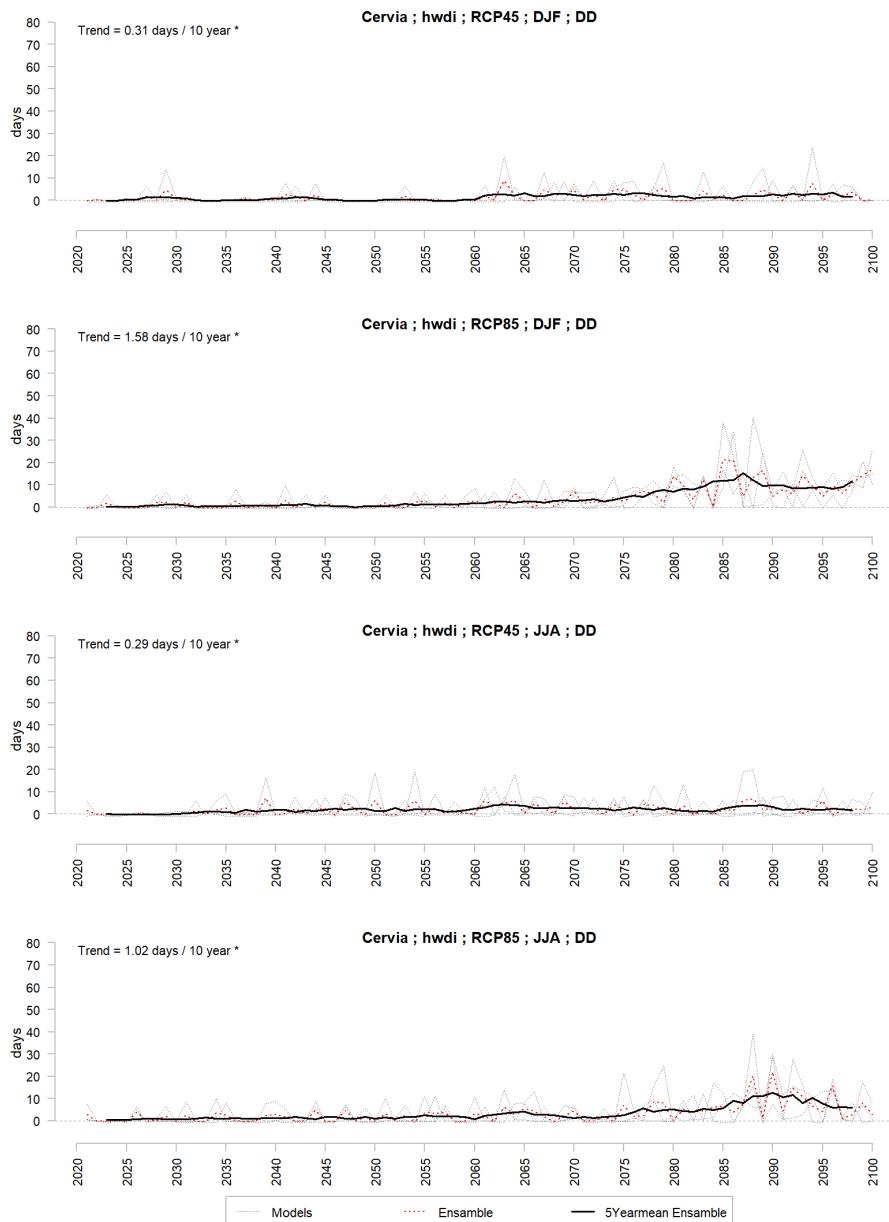 Cervia ; hwdi ; RCP45 ; DJF ; DD
Trend = 0.31 days / 10 year *
80
70
60
50
40
30
20
10
0
days
2020 2025 2030 2035 2040 2045 2050 2055 2060 2065 2070 2075 2080 2085 2090 2095 2100
Cervia ; hwdi ; RCP85 ; DJF ; DD
Trend = 1.58 days / 10 year *
80
70
60
50
40
30
20
10
0
days
2020 2025 2030 2035 2040 2045 2050 2055 2060 2065 2070 2075 2080 2085 2090 2095 2100
Cervia ; hwdi ; RCP45 ; JJA ; DD
Trend = 0.29 days / 10 year *
80
70
60
50
40
30
20
10
0
days
2020 2025 2030 2035 2040 2045 2050 2055 2060 2065 2070 2075 2080 2085 2090 2095 2100
Cervia ; hwdi ; RCP85 ; JJA ; DD
Trend = 1.02 days / 10 year *
80
70
60
50
40
30
20
10
0
days
2020 2025 2030 2035 2040 2045 2050 2055 2060 2065 2070 2075 2080 2085 2090 2095 2100
Models Ensamble 5Yearmean Ensamble